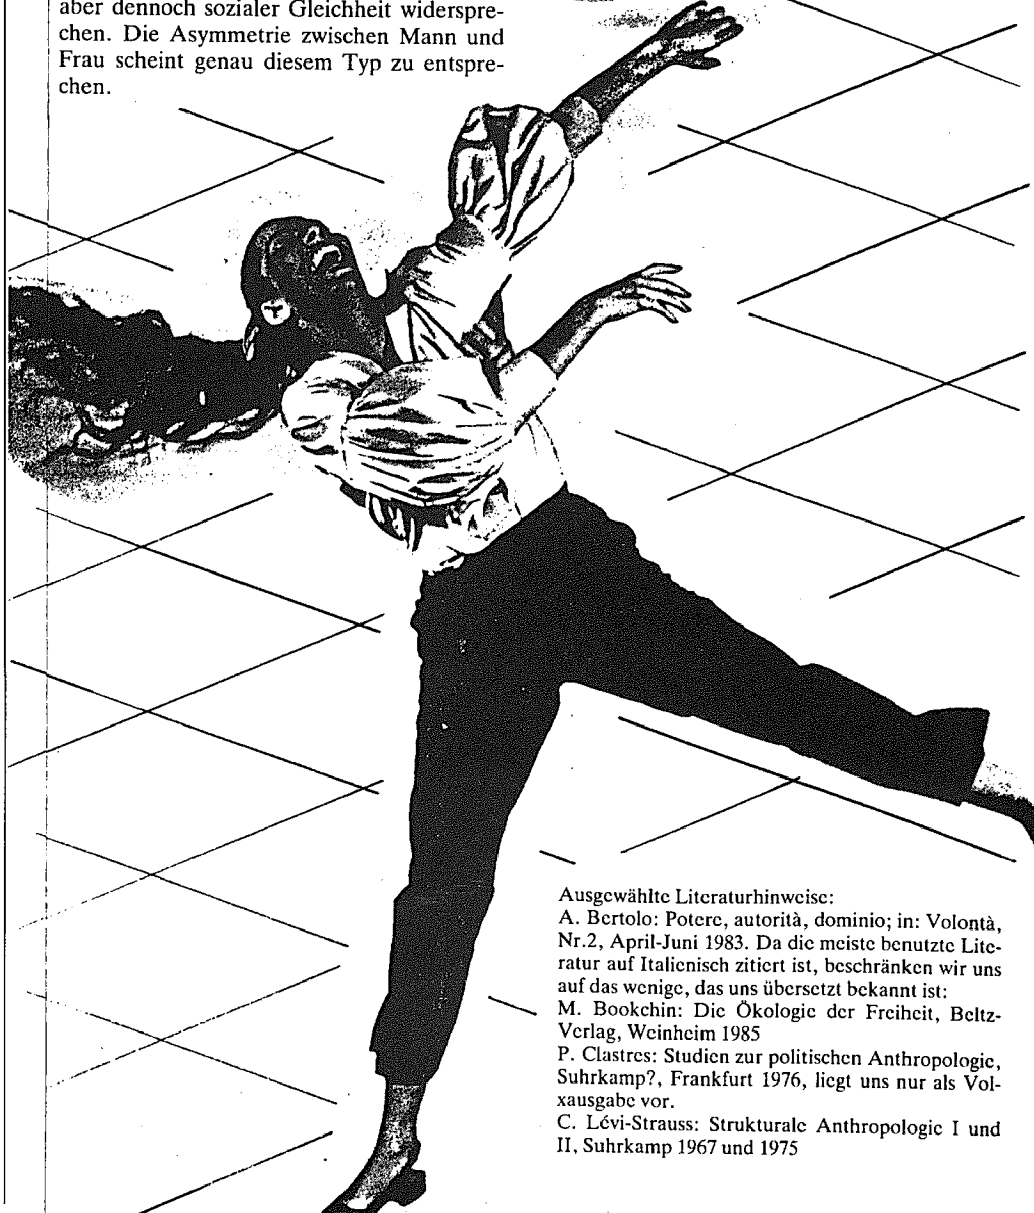 aber dennoch sozialer Gleichheit widerspre-
chen. Die Asymmetrie zwischen Mann und
Frau scheint genau diesem Typ zu entspre-
chen.
Ausgewählte Literaturhinweise:
A. Bertolo: Potere, autorità, dominio; in: Volontà,
Nr.2, April-Juni 1983. Da die meiste benutzte Lite-
ratur auf Italienisch zitiert ist, beschränken wir uns
auf das wenige, das uns übersetzt bekannt ist:
M. Bookchin: Die Ökologie der Freiheit, Beltz-
Verlag, Weinheim 1985
P. Clastres: Studien zur politischen Anthropologie,
Suhrkamp?, Frankfurt 1976, liegt uns nur als Vol-
xausgabe vor.
C. Lévi-Strauss: Strukturale Anthropologie I und
II, Suhrkamp 1967 und 1975